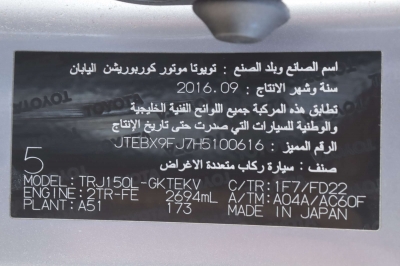 اسم الصانع وبلد الصنع : تويوتا موتور كوربوريشن اليابان
سنة وشهر الانتاج : 2016.09
تطابق هذه المركبة جميع اللوائح الفنية الخليجية
والوطنية للسيارات التي صدرت حتى تاريخ الإنتاج
الرقم المميز : JTEBX9FJ7H5100616
صنف : سيارة ركاب متعددة الاغراض
5
MODEL: TRJ150L-GKTEKV C/TR: 1F7/FD22
ENGINE: 2TR-FE 2694mL A/TM: A04A/AC60F
PLANT: A51 173 MADE IN JAPAN